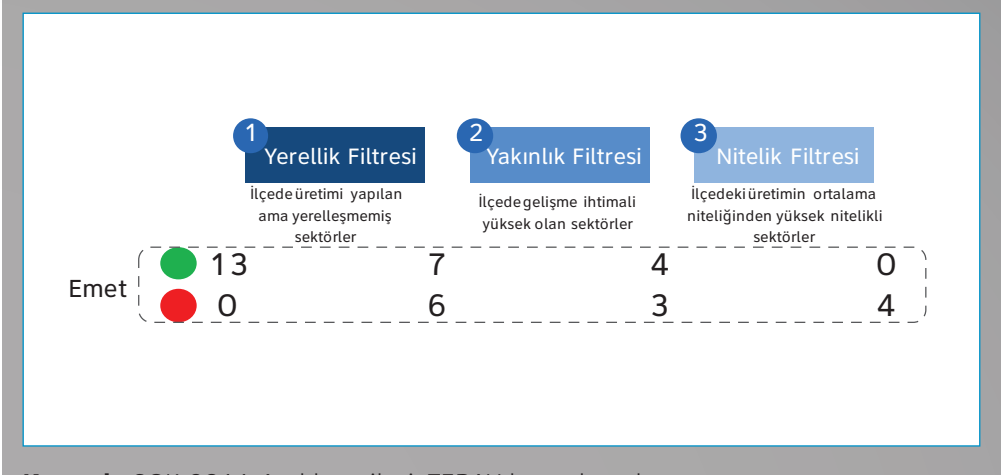 1
Yerellik Filtresi
İlçede üretimi yapılan
ama yerelleşmemiş
sektörler
2
Yakınlık Filtresi
İlçede gelişme ihtimali
yüksek olan sektörler
3
Nitelik Filtresi
İlçedeki üretimin ortalama
niteliğinden yüksek nitelikli
sektörler
Emet
13 7 4 0
0 6 3 4